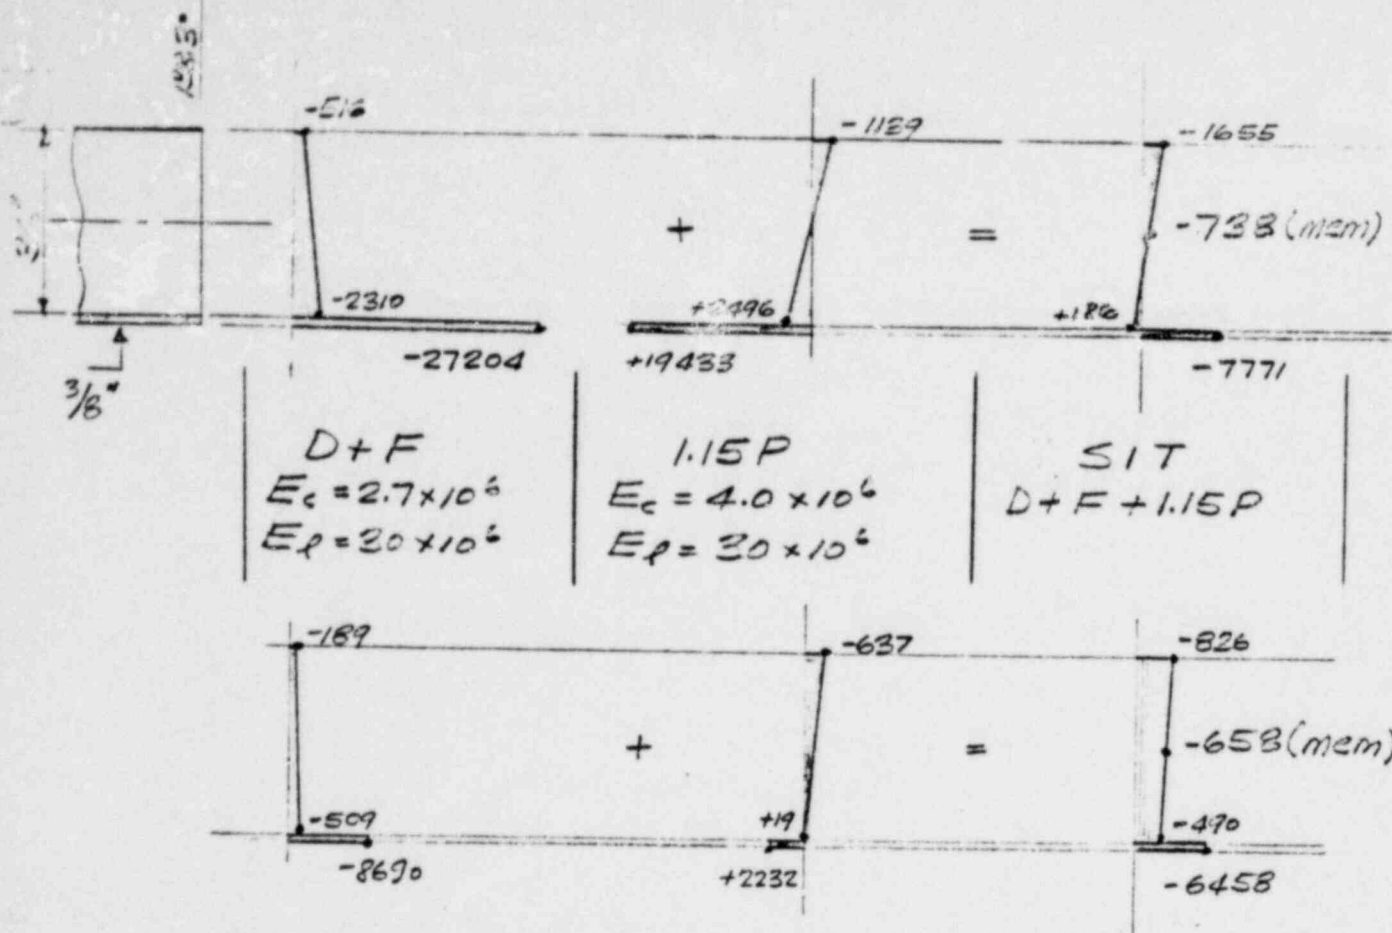 -516
-1139
-1655
+
=
-738 (mem)
-2310
+2496
+186
-27204
+19433
-7771
3/8"
D + F
1.15P
SIT
Ec = 2.7 x 10⁶
Ec = 4.0 x 10⁶
D + F + 1.15P
Eℓ = 30 x 10⁶
Eℓ = 30 x 10⁶
-189
-637
-826
+
=
-658 (mem)
-509
+19
-490
-8690
+2232
-6458